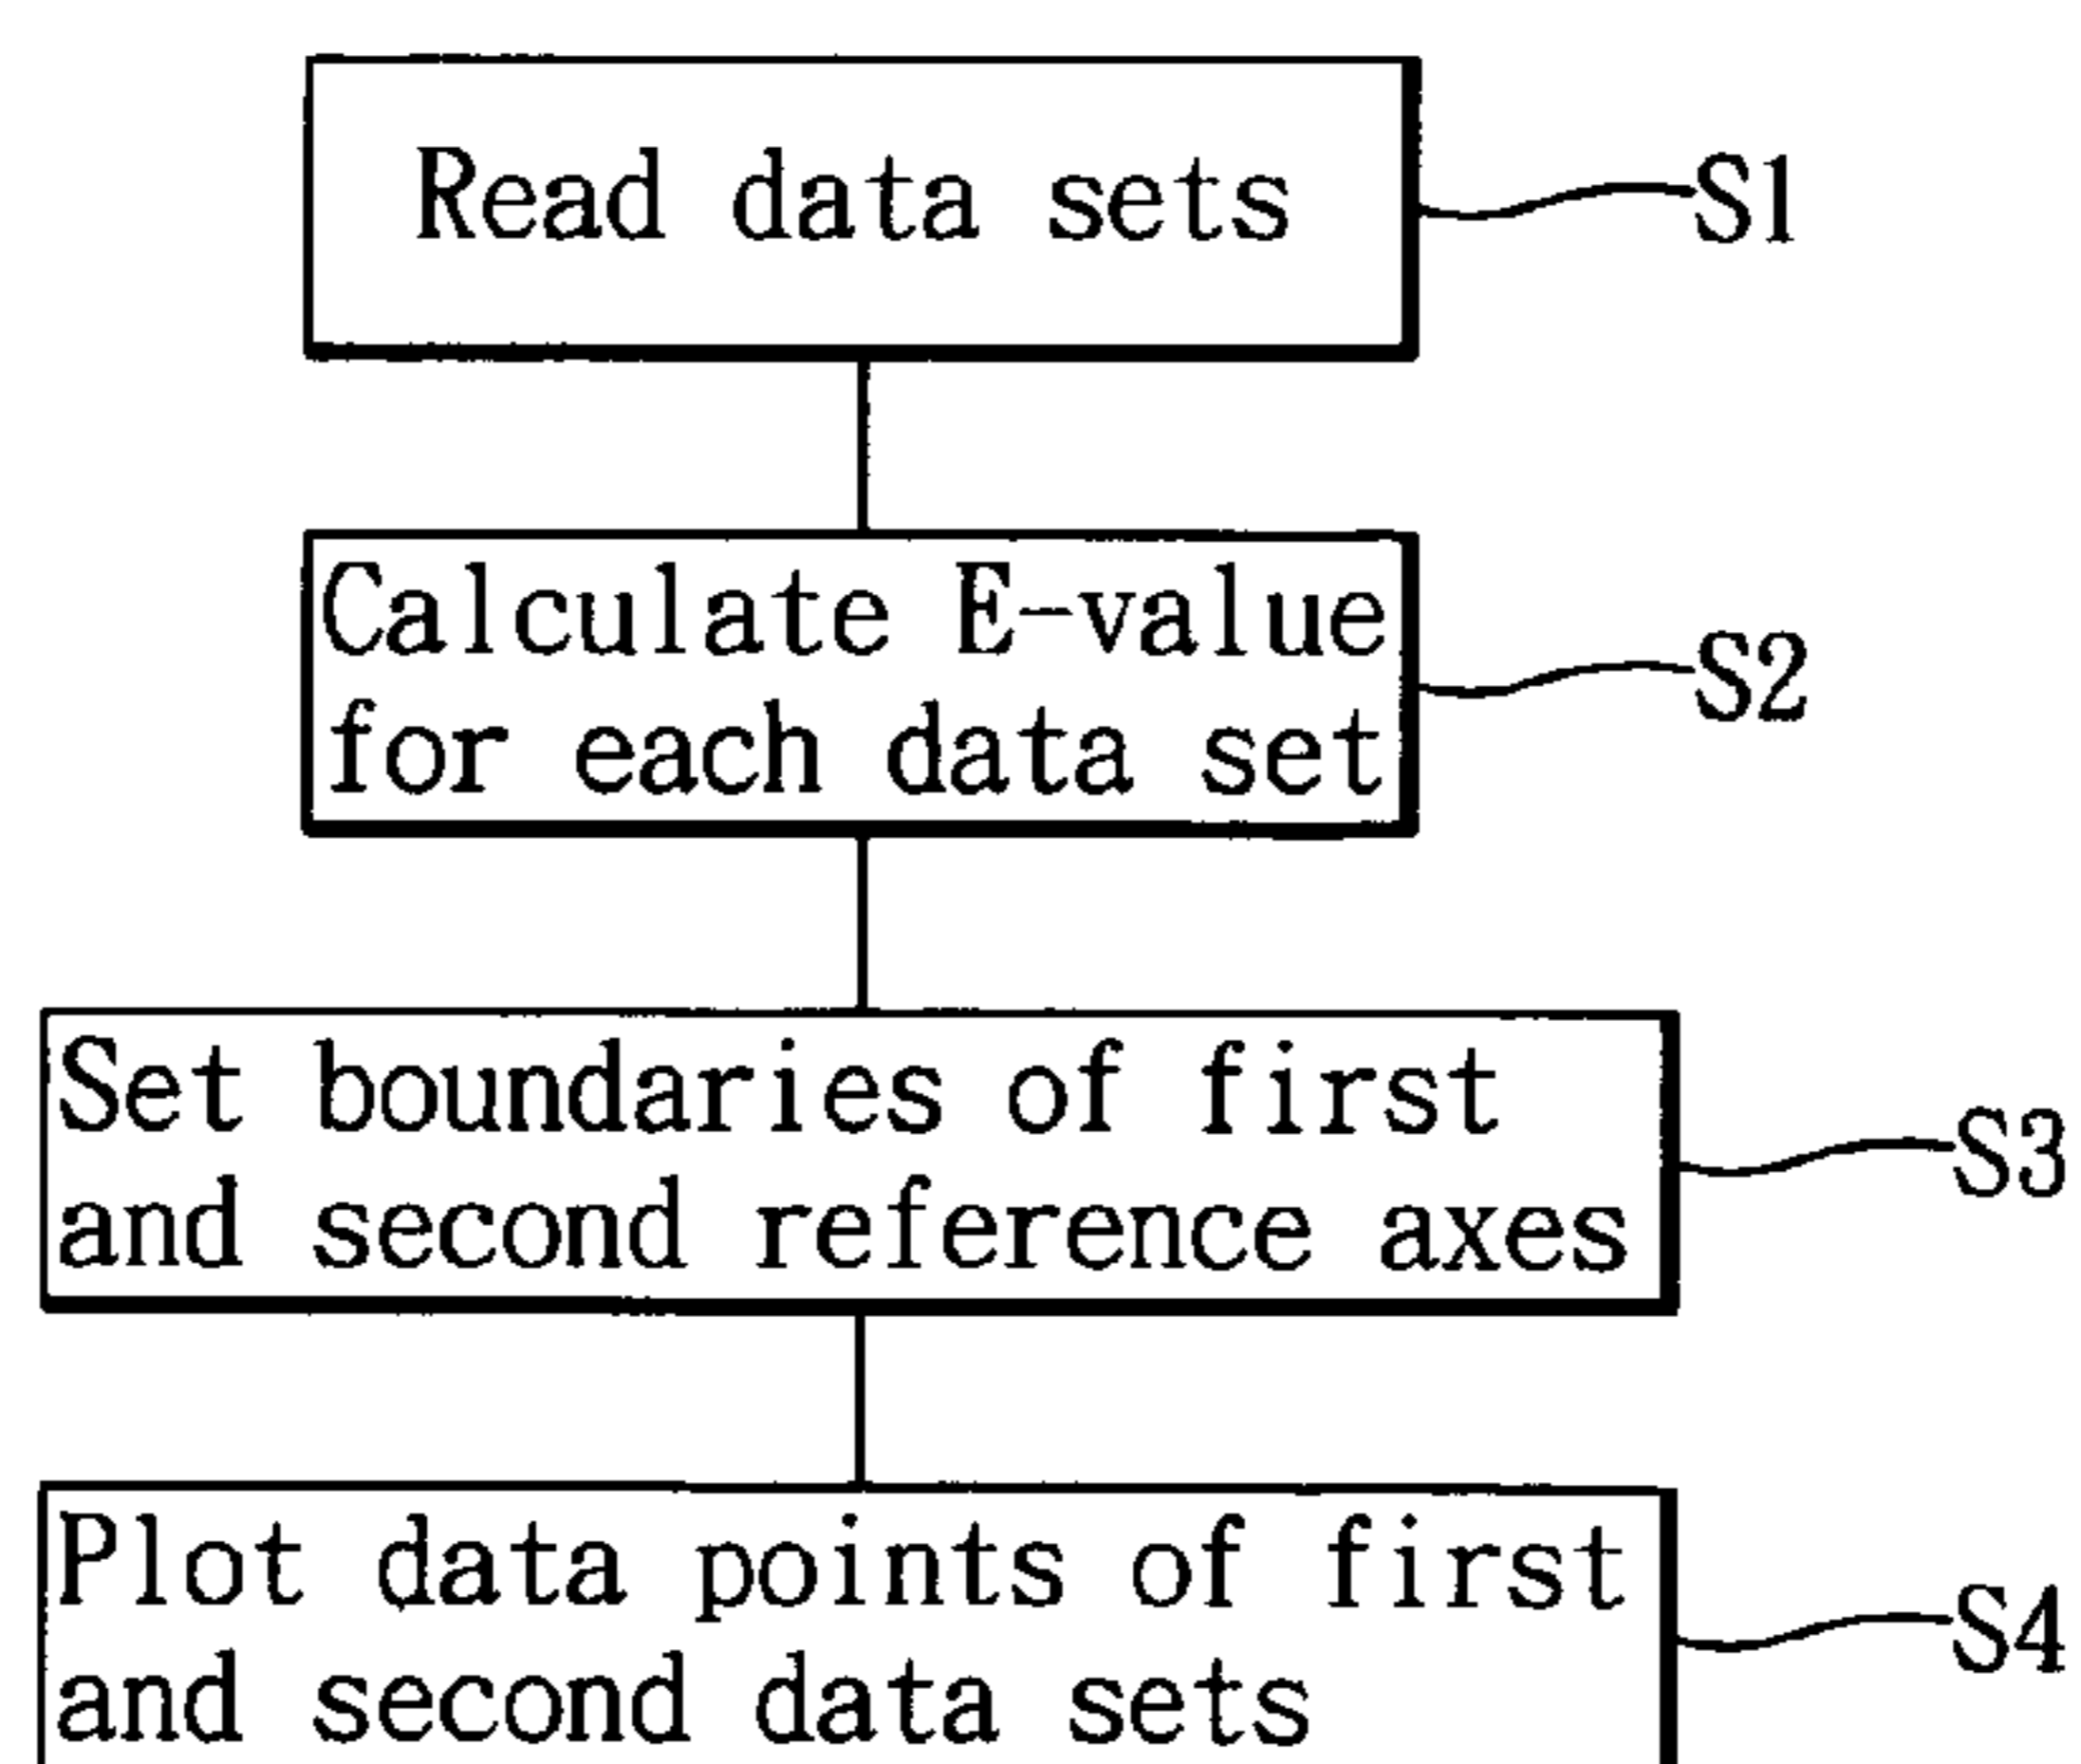 Read data sets
S1
Calculate E-value
for each data set
S2
Set boundaries of first
and second reference axes
S3
Plot data points of first
and second data sets
S4